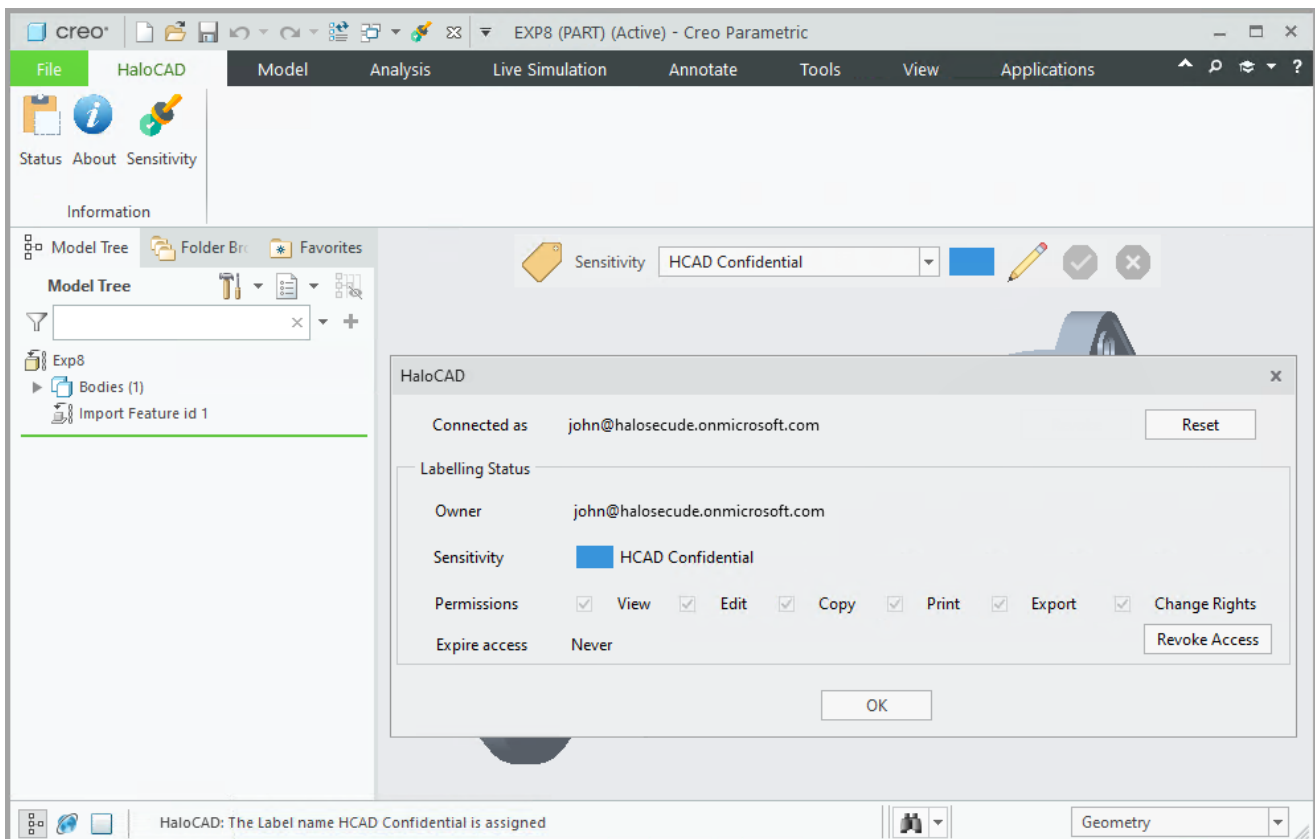 creo® EXP8 (PART) (Active) - Creo Parametric
File HaloCAD Model Analysis Live Simulation Annotate Tools View Applications ?
Status About Sensitivity
Information
Model Tree Folder Br Favorites
Sensitivity HCAD Confidential
Model Tree
Exp8
Bodies (1)
Import Feature id 1
HaloCAD
Connected as john@halosecude.onmicrosoft.com Reset
Labelling Status
Owner john@halosecude.onmicrosoft.com
Sensitivity HCAD Confidential
Permissions View Edit Copy Print Export Change Rights
Expire access Never Revoke Access
OK
HaloCAD: The Label name HCAD Confidential is assigned Geometry